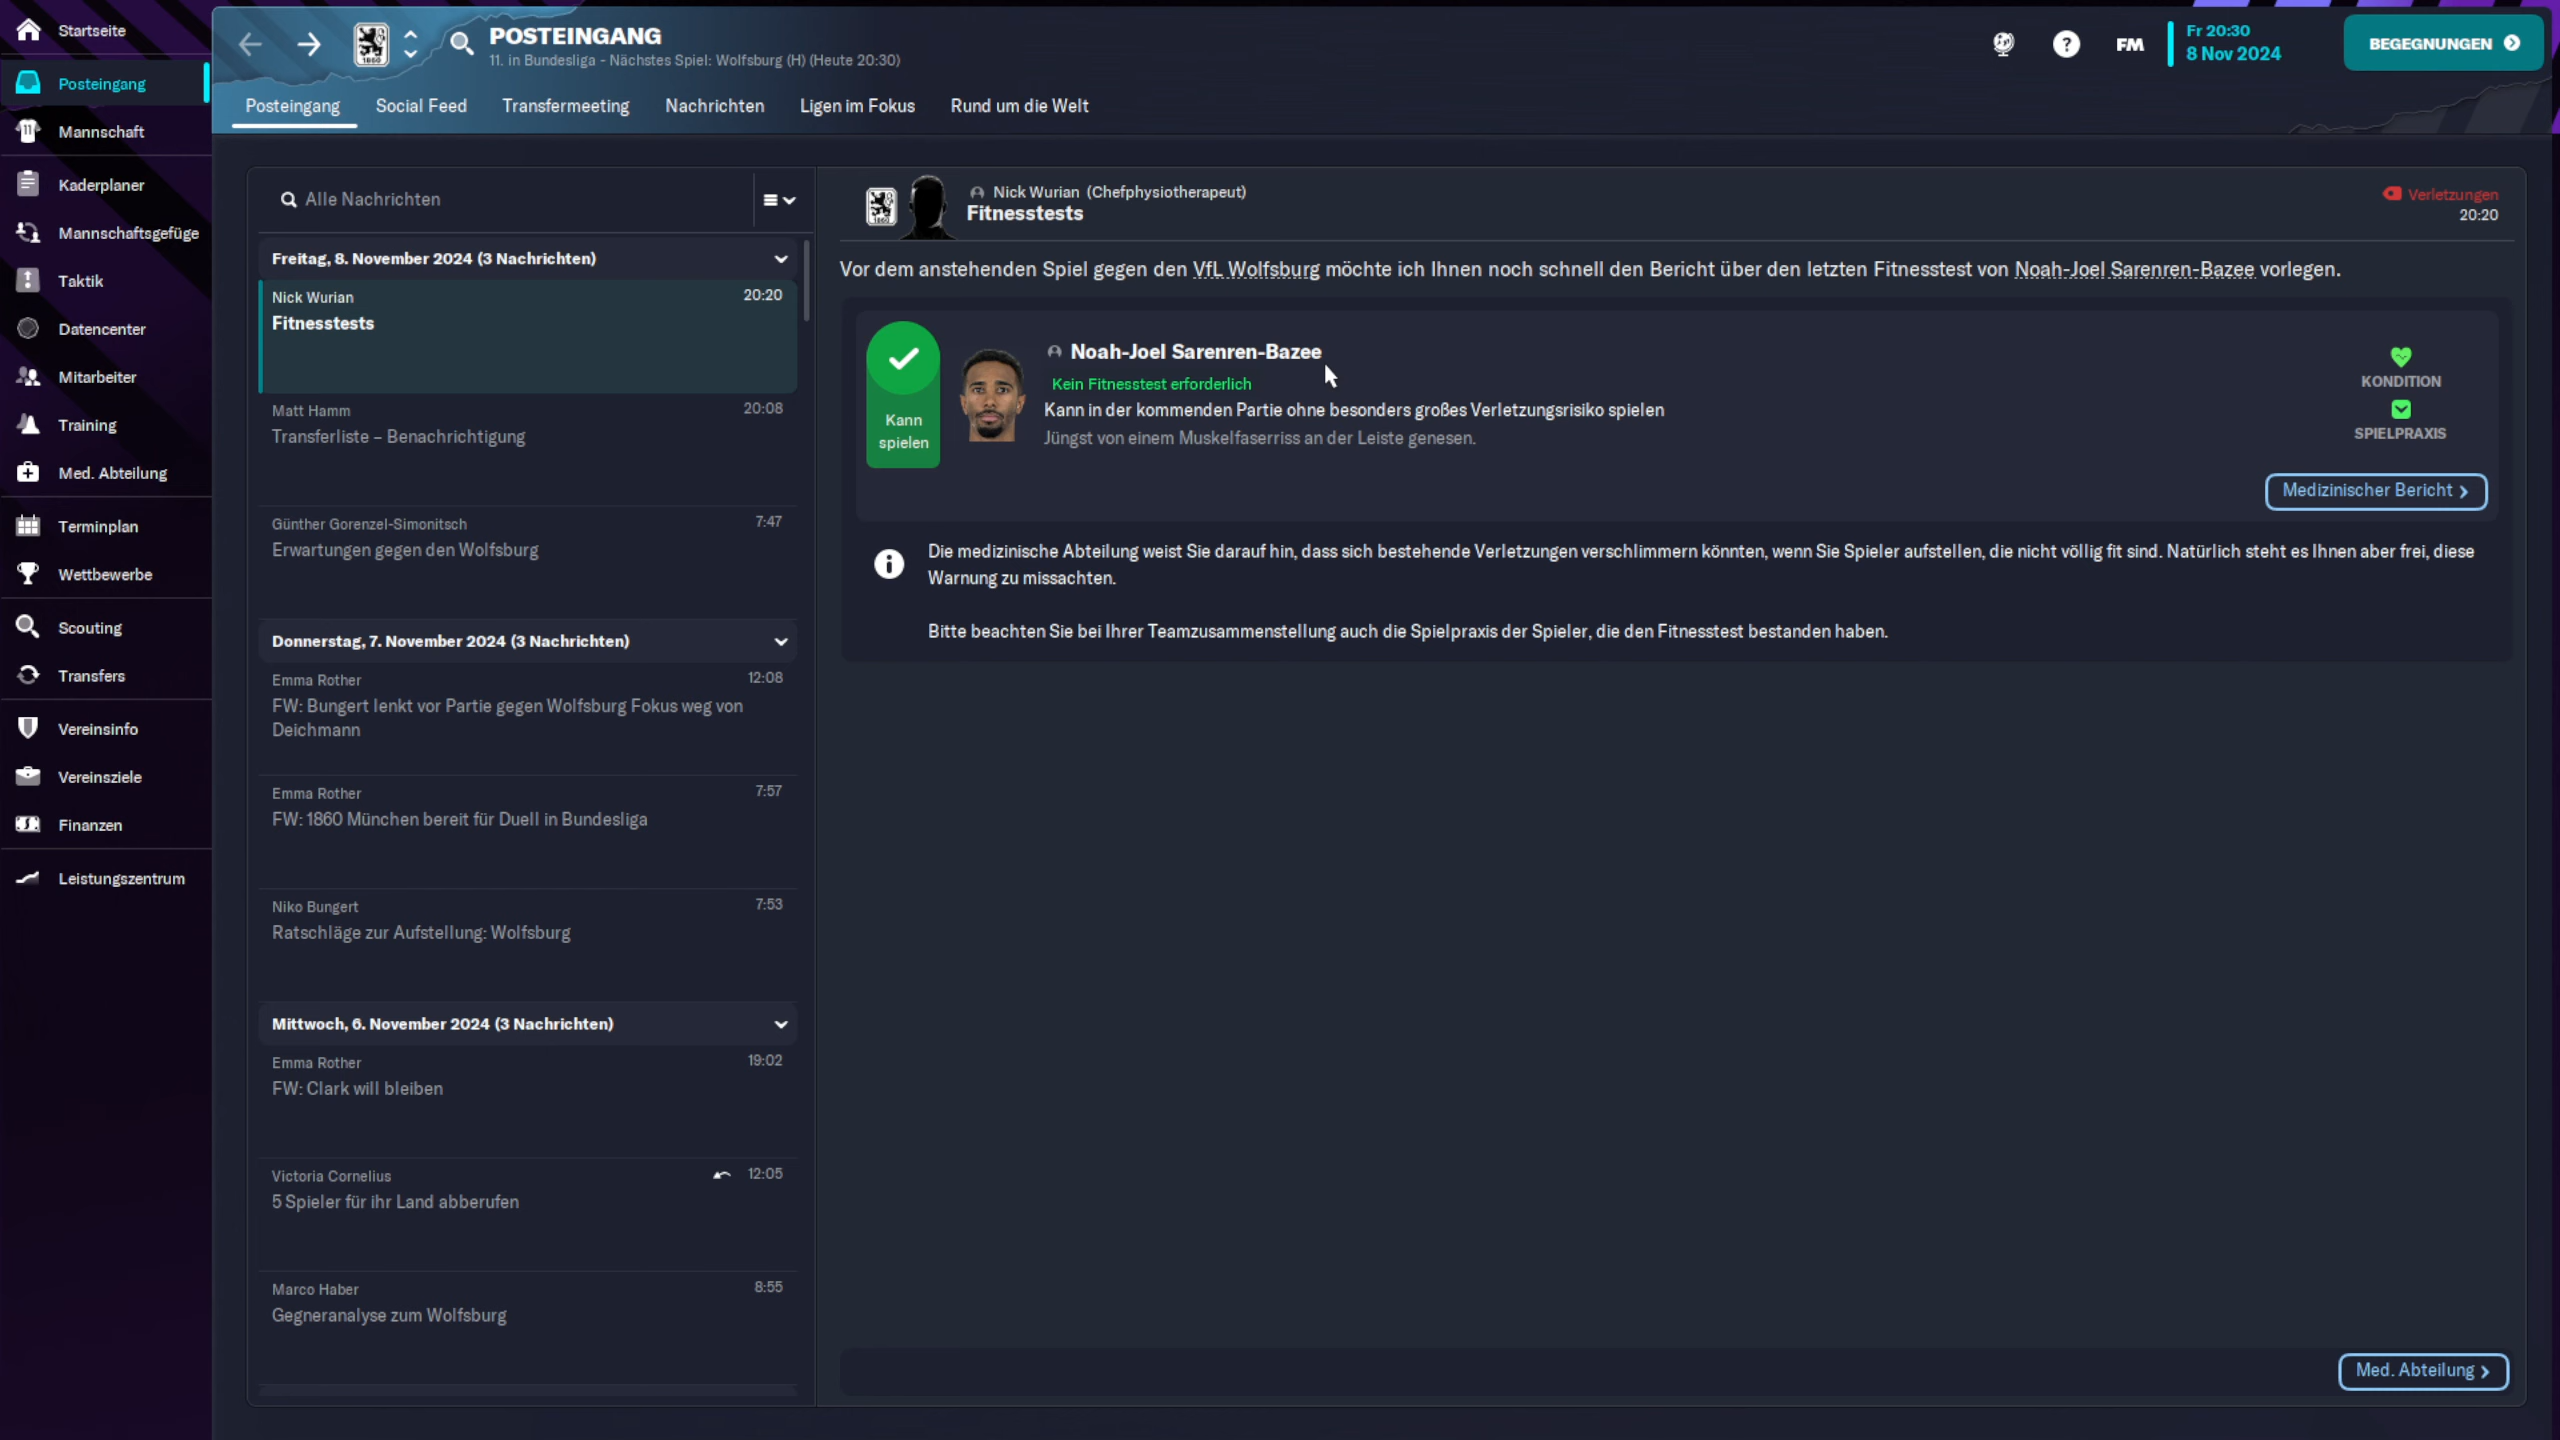 Startseite
Posteingang
Mannschaft
Kaderplaner
Mannschaftsgefüge
Taktik
Datencenter
Mitarbeiter
Training
Med. Abteilung
Terminplan
Wettbewerbe
Scouting
Transfers
Vereinsinfo
Vereinsziele
Finanzen
Leistungszentrum
POSTEINGANG
11. in Bundesliga - Nächstes Spiel: Wolfsburg (H) (Heute 20:30)
FM
Fr 20:30
8 Nov 2024
BEGEGNUNGEN
Posteingang Social Feed Transfermeeting Nachrichten Ligen im Fokus Rund um die Welt
Alle Nachrichten
Freitag, 8. November 2024 (3 Nachrichten)
Nick Wurian 20:20
Fitnesstests
Matt Hamm 20:08
Transferliste – Benachrichtigung
Günther Gorenzel-Simonitsch 7:47
Erwartungen gegen den Wolfsburg
Donnerstag, 7. November 2024 (3 Nachrichten)
Emma Rother 12:08
FW: Bungert lenkt vor Partie gegen Wolfsburg Fokus weg von
Deichmann
Emma Rother 7:57
FW: 1860 München bereit für Duell in Bundesliga
Niko Bungert 7:53
Ratschläge zur Aufstellung: Wolfsburg
Mittwoch, 6. November 2024 (3 Nachrichten)
Emma Rother 19:02
FW: Clark will bleiben
Victoria Cornelius 12:05
5 Spieler für ihr Land abberufen
Marco Haber 8:55
Gegneranalyse zum Wolfsburg
Nick Wurian (Chefphysiotherapeut)
Fitnesstests
Verletzungen
20:20
Vor dem anstehenden Spiel gegen den VfL Wolfsburg möchte ich Ihnen noch schnell den Bericht über den letzten Fitnesstest von Noah-Joel Sarenren-Bazee vorlegen.
Kann
spielen
Noah-Joel Sarenren-Bazee
Kein Fitnesstest erforderlich
Kann in der kommenden Partie ohne besonders großes Verletzungsrisiko spielen
Jüngst von einem Muskelfaserriss an der Leiste genesen.
KONDITION
SPIELPRAXIS
Medizinischer Bericht
Die medizinische Abteilung weist Sie darauf hin, dass sich bestehende Verletzungen verschlimmern könnten, wenn Sie Spieler aufstellen, die nicht völlig fit sind. Natürlich steht es Ihnen aber frei, diese
Warnung zu missachten.
Bitte beachten Sie bei Ihrer Teamzusammenstellung auch die Spielpraxis der Spieler, die den Fitnesstest bestanden haben.
Med. Abteilung